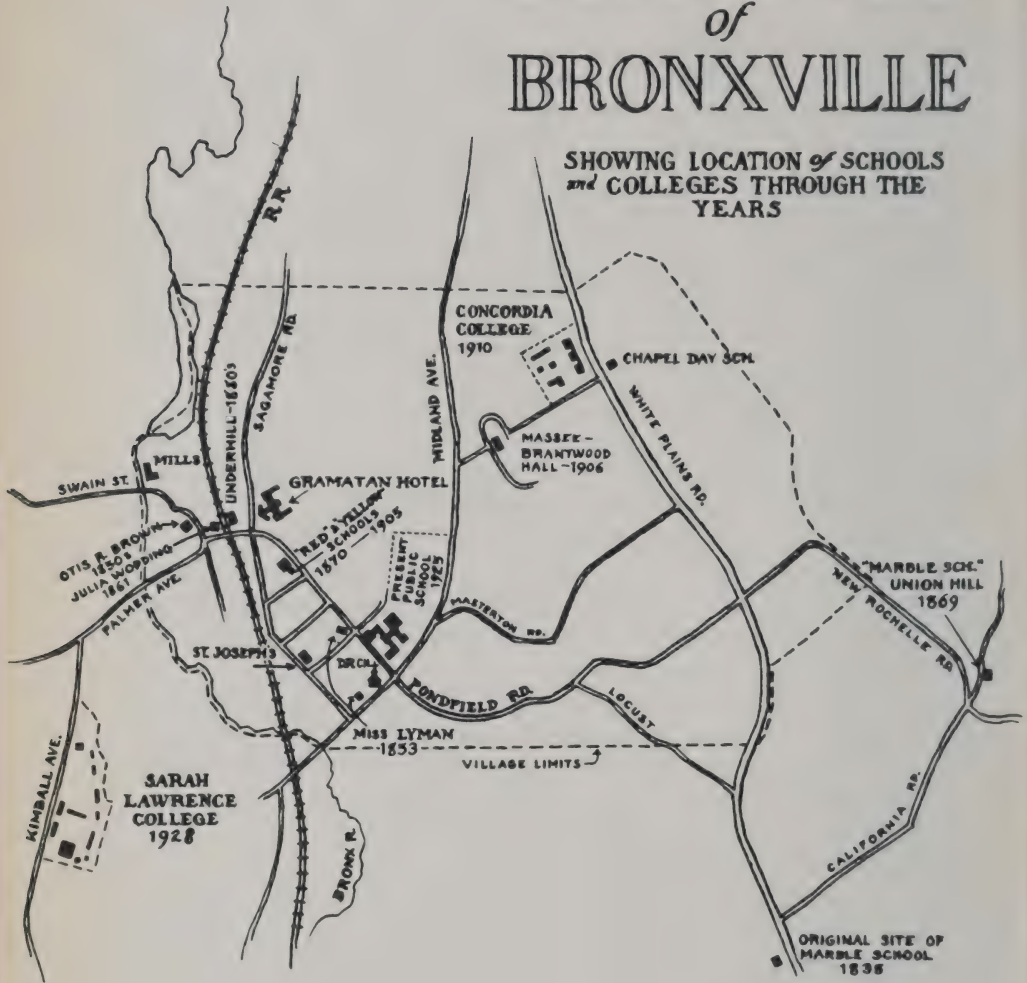 of
BRONXVILLE
SHOWING LOCATION of SCHOOLS
and COLLEGES THROUGH THE
YEARS
R.R.
CONCORDIA
COLLEGE
1910
CHAPEL DAY SCH.
SAGAMORE RD.
MIDLAND AVE.
WHITE PLAINS RD.
UNDERHILL-1880'S
MASSEE-
BRANTWOOD
HALL-1906
MILLS
SWAIN ST.
GRAMATAN HOTEL
"RED" & "YELLOW"
SCHOOLS
1870 - 1905
OTIS R. BROWN
1850's
JULIA WOODING
1861
PALMER AVE.
PRESENT
PUBLIC
SCHOOL
1925
MASTERTON RD.
"MARBLE SCH."
UNION HILL
1869
NEW ROCHELLE RD.
ST. JOSEPH'S
D.R.CH.
PONDFIELD RD.
LOCUST
MISS LYMAN
1853
VILLAGE LIMITS
KIMBALL AVE.
SARAH
LAWRENCE
COLLEGE
1928
BRONX R.
CALIFORNIA RD.
ORIGINAL SITE OF
MARBLE SCHOOL
1835